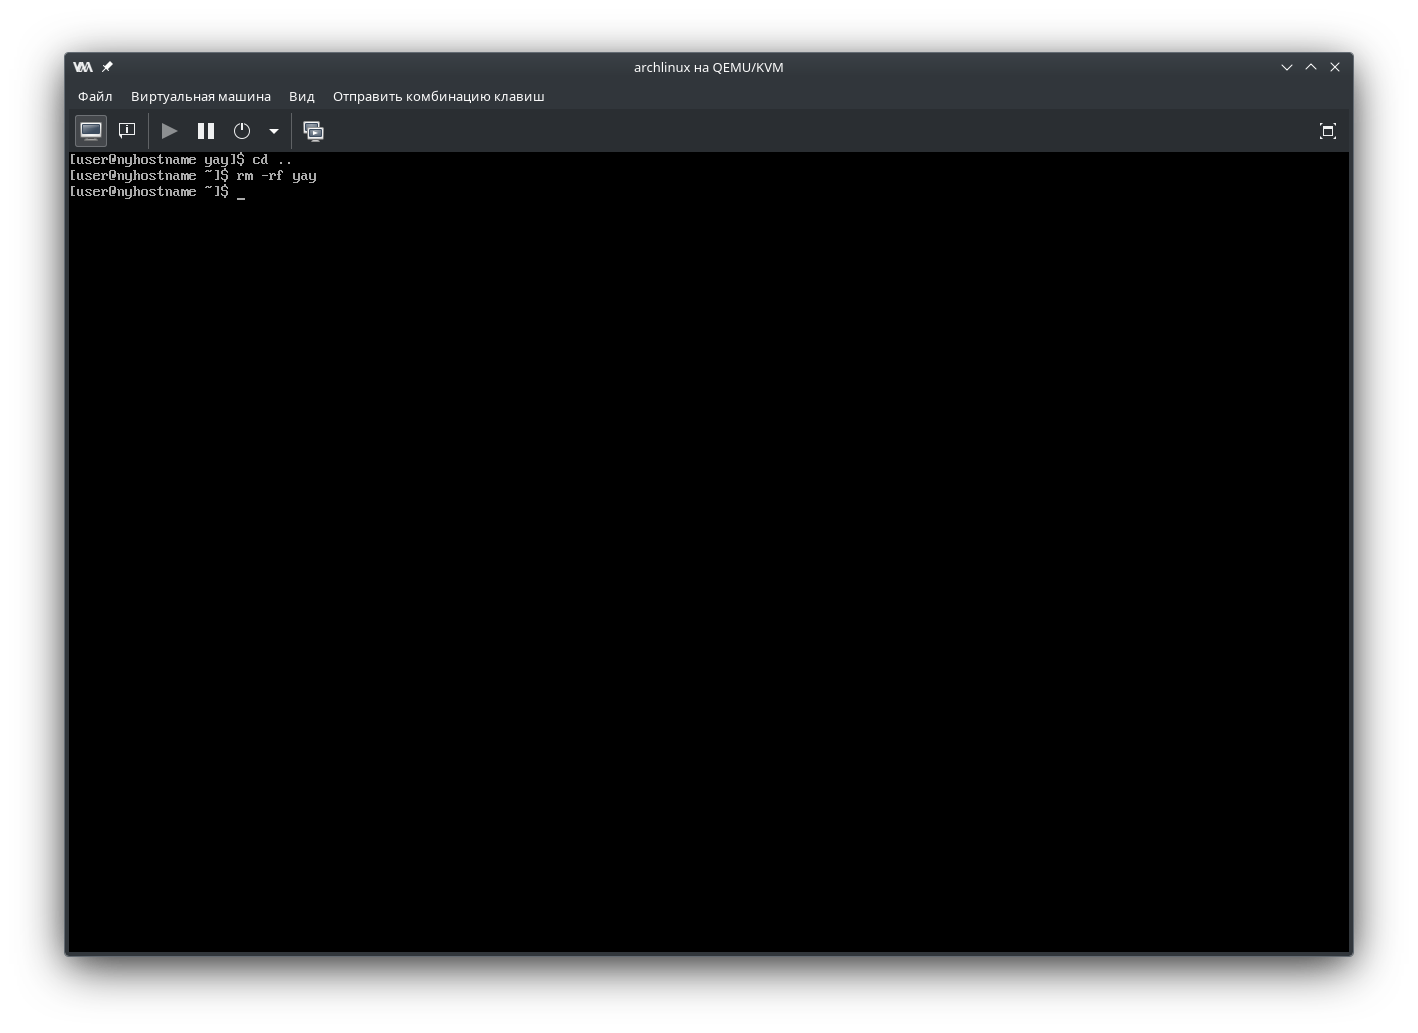 archlinux на QEMU/KVM
Файл Виртуальная машина Вид Отправить комбинацию клавиш
[user@myhostname yay]$ cd ..
[user@myhostname ~]$ rm -rf yay
[user@myhostname ~]$ _